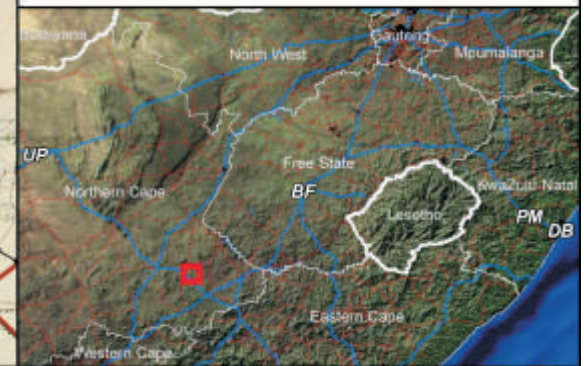 Botswana
Gauteng
North West
Mpumalanga
UP
Free State
Northern Cape
BF
KwaZulu Natal
Lesotho
PM
DB
Eastern Cape
Western Cape